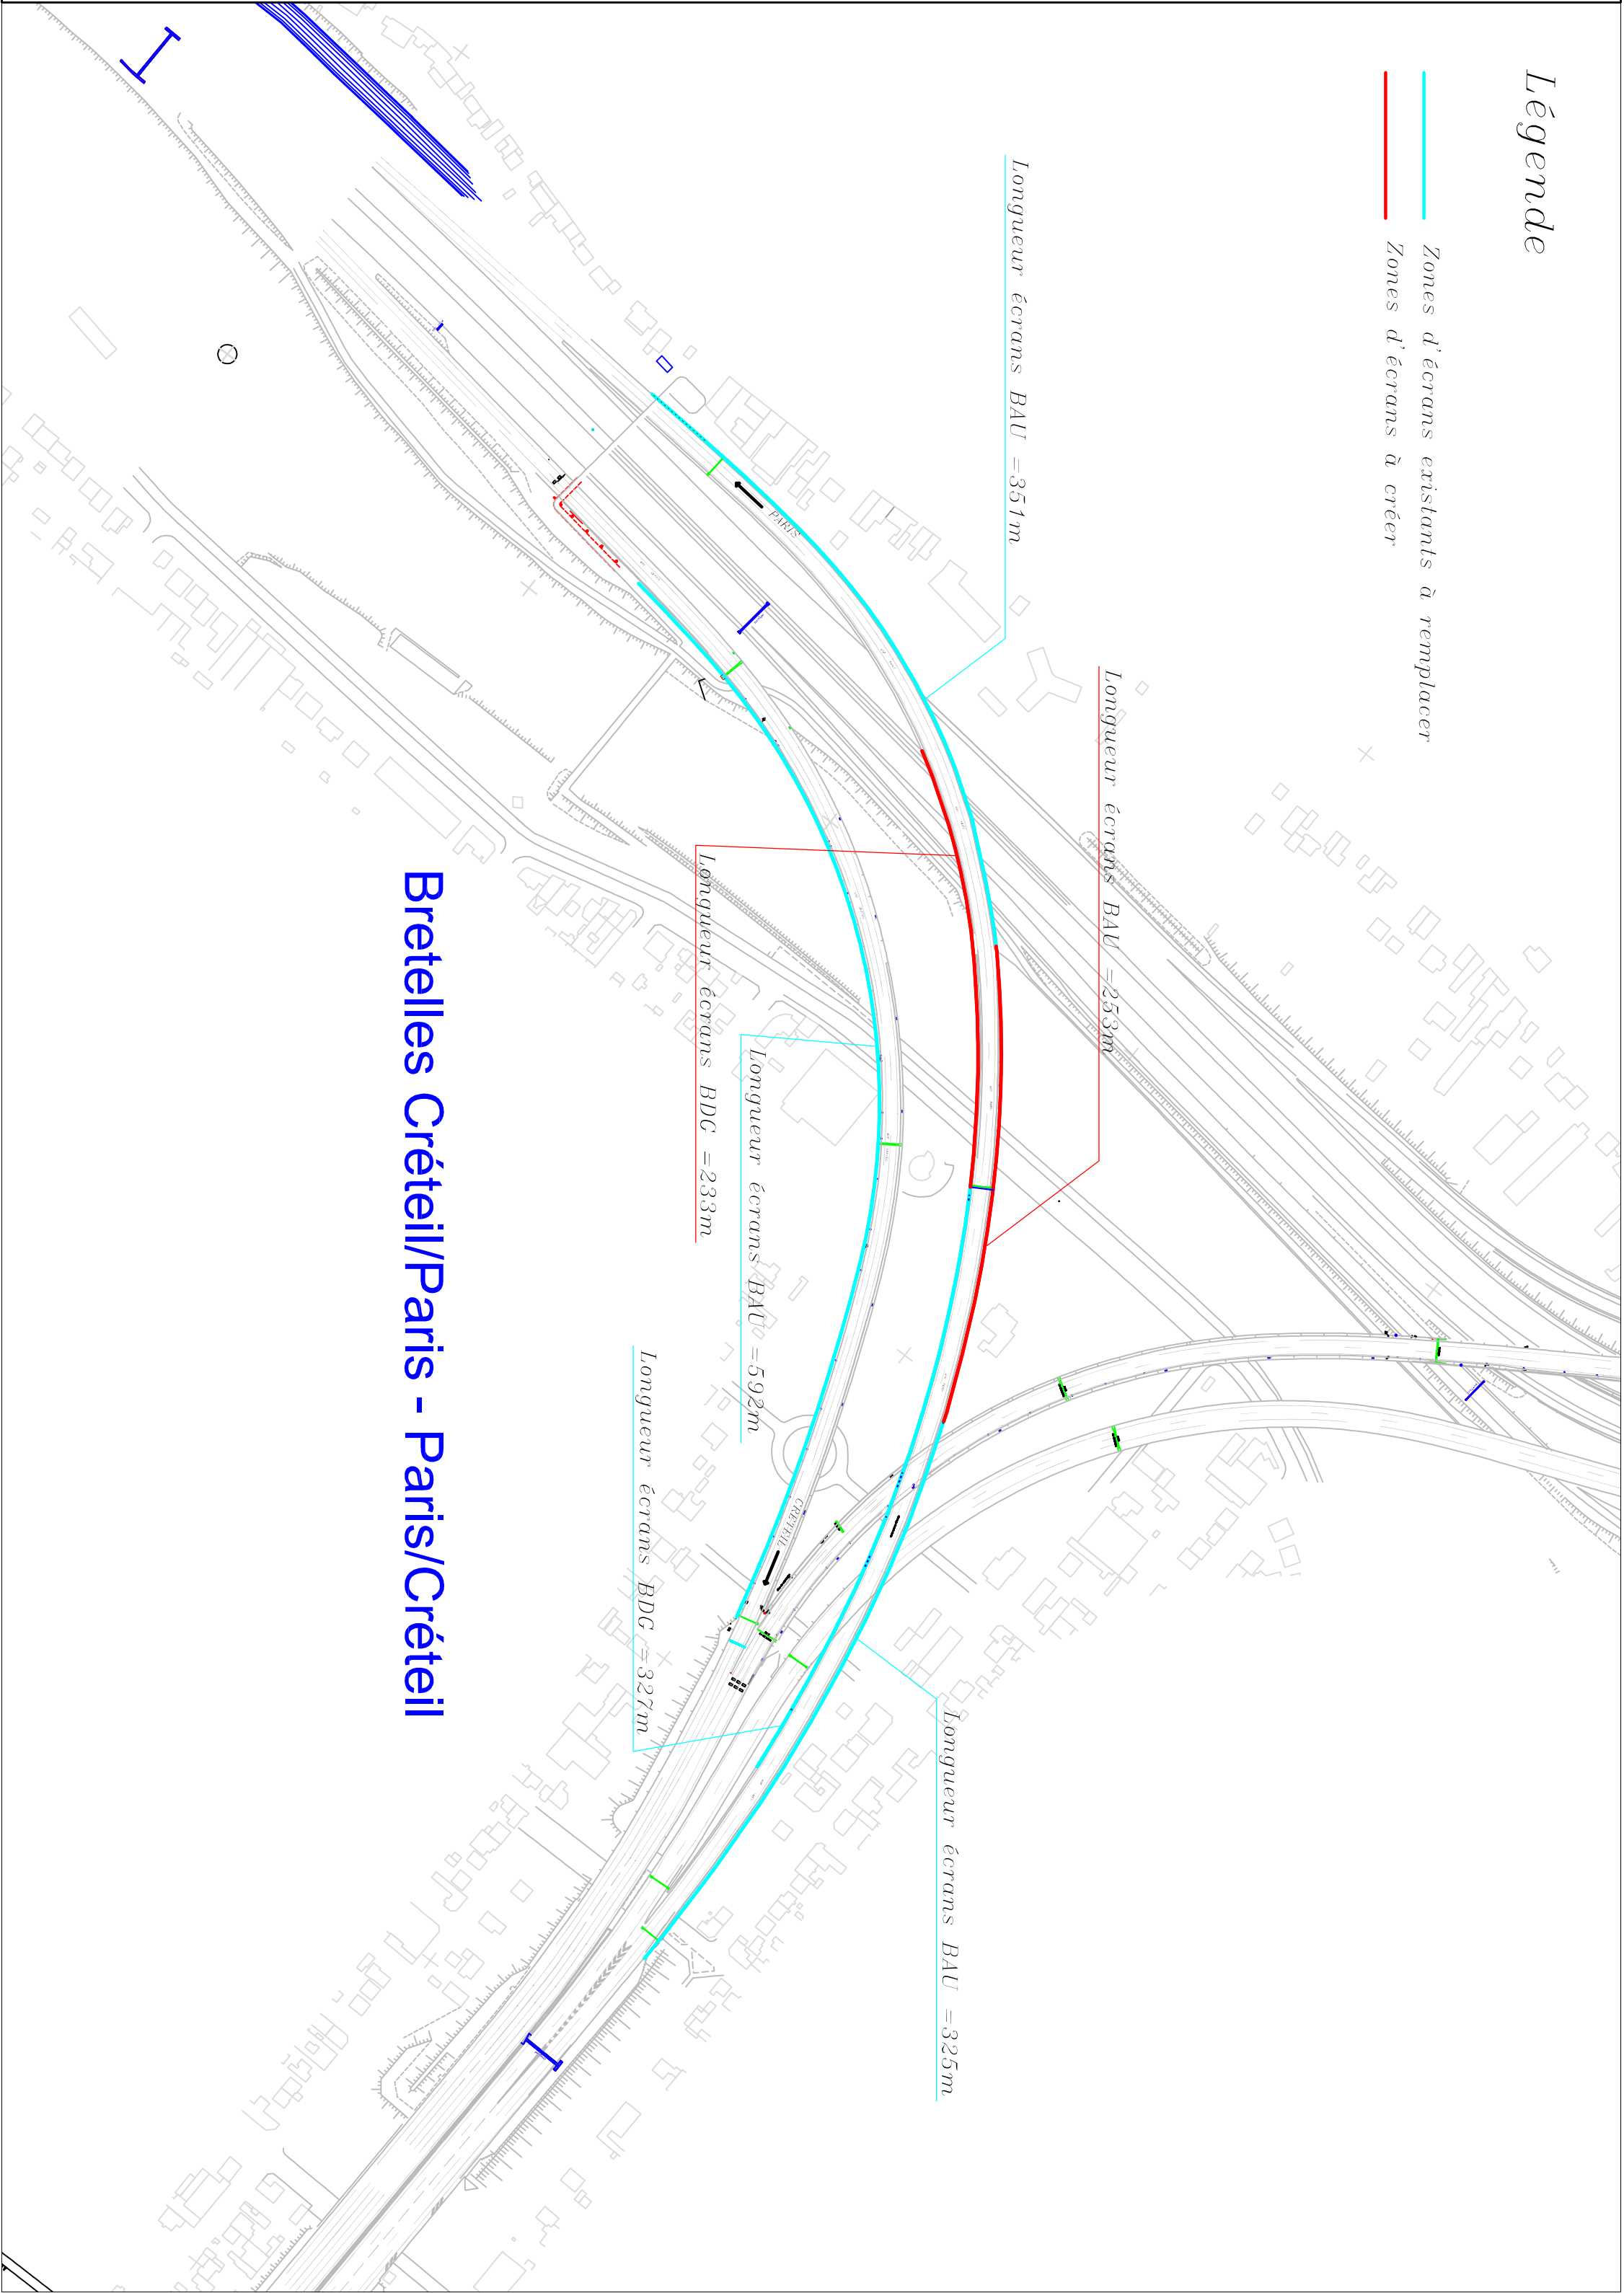 Légende
Zones d'écrans existants à remplacer
Zones d'écrans à créer
Longueur écrans BAU =253m
Longueur écrans BAU =351m
Longueur écrans BAU =325m
PARIS
CRETEIL
Longueur écrans BAU =592m
Longueur écrans BDG =233m
Longueur écrans BDG =327m
Bretelles Créteil/Paris - Paris/Créteil